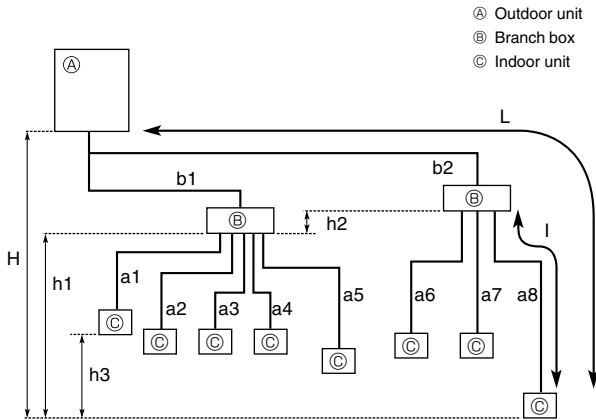 Ⓐ Outdoor unit
Ⓑ Branch box
Ⓒ Indoor unit
Ⓐ
L
b2
b1
Ⓑ
Ⓑ
h2
l
H
h1
a1
a2
a3
a4
a5
a6
a7
a8
Ⓒ
Ⓒ
Ⓒ
Ⓒ
Ⓒ
Ⓒ
Ⓒ
h3
Ⓒ